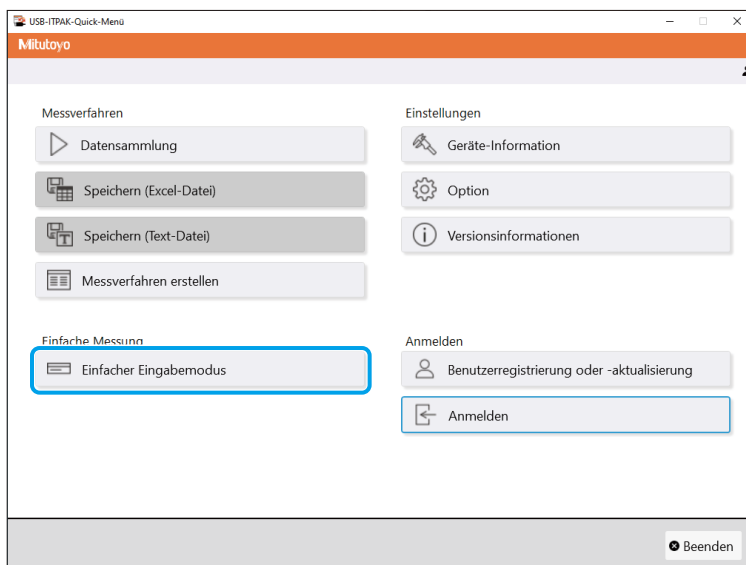 USB-ITPAK-Quick-Menü
Mitutoyo
Messverfahren
Datensammlung
Speichern (Excel-Datei)
Speichern (Text-Datei)
Messverfahren erstellen
Einfache Messung
Einfacher Eingabemodus
Einstellungen
Geräte-Information
Option
Versionsinformationen
Anmelden
Benutzerregistrierung oder -aktualisierung
Anmelden
Beenden